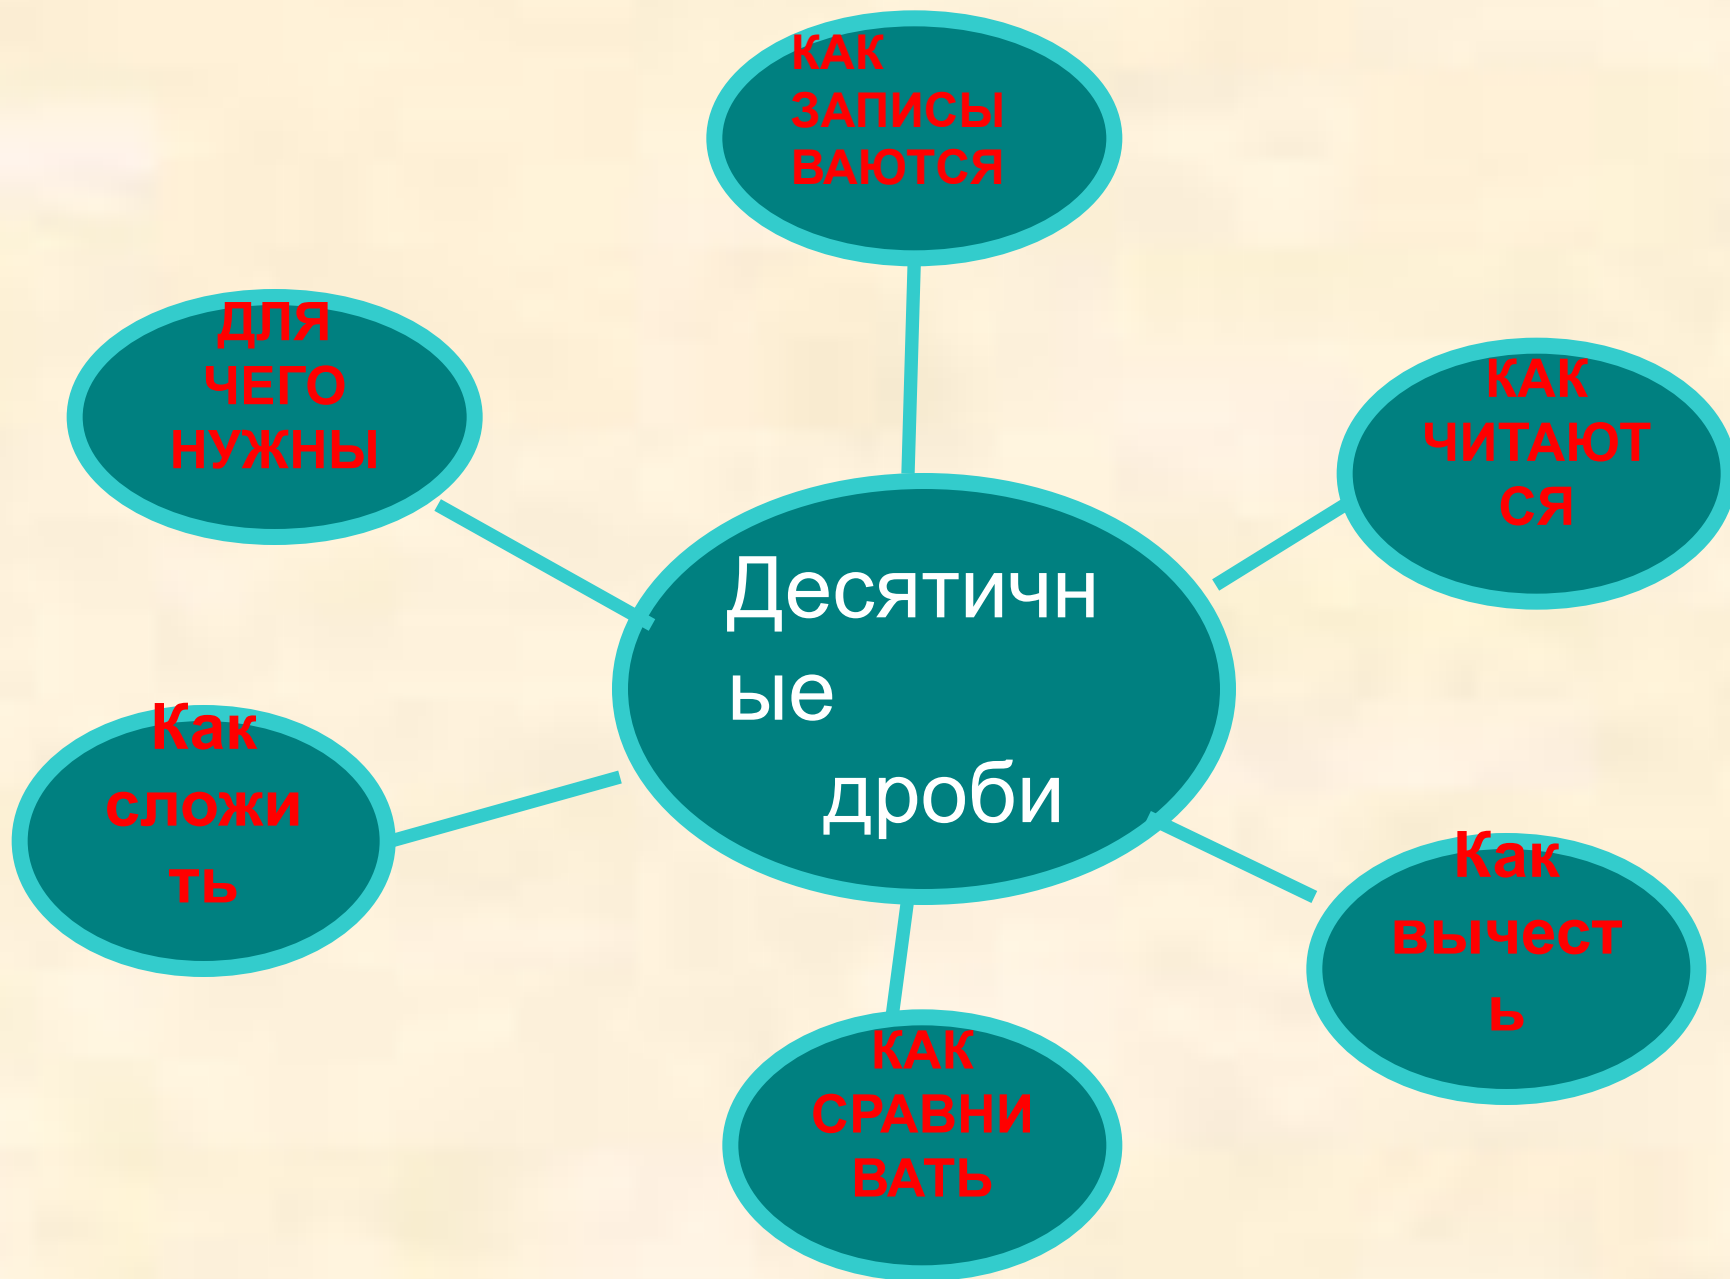 КАК
ЗАПИСЫ
ВАЮТСЯ
ДЛЯ
ЧЕГО
НУЖНЫ
КАК
ЧИТАЮТ
СЯ
Десятичн
ые
дроби
Как
сложи
ть
Как
вычест
ь
КАК
СРАВНИ
ВАТЬ